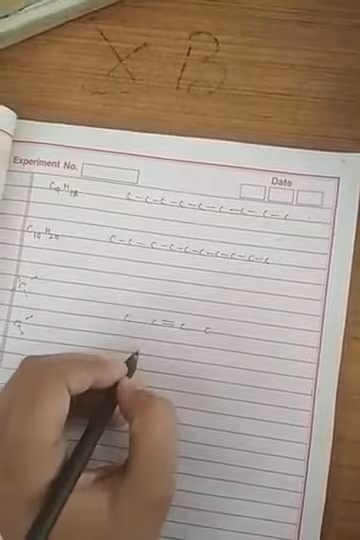 X B
Experiment No.
Date
C9H18 C-C-C-C-C-C-C-C-C
C10H20 C-C-C-C-C-C-C-C-C-C
C C=C C